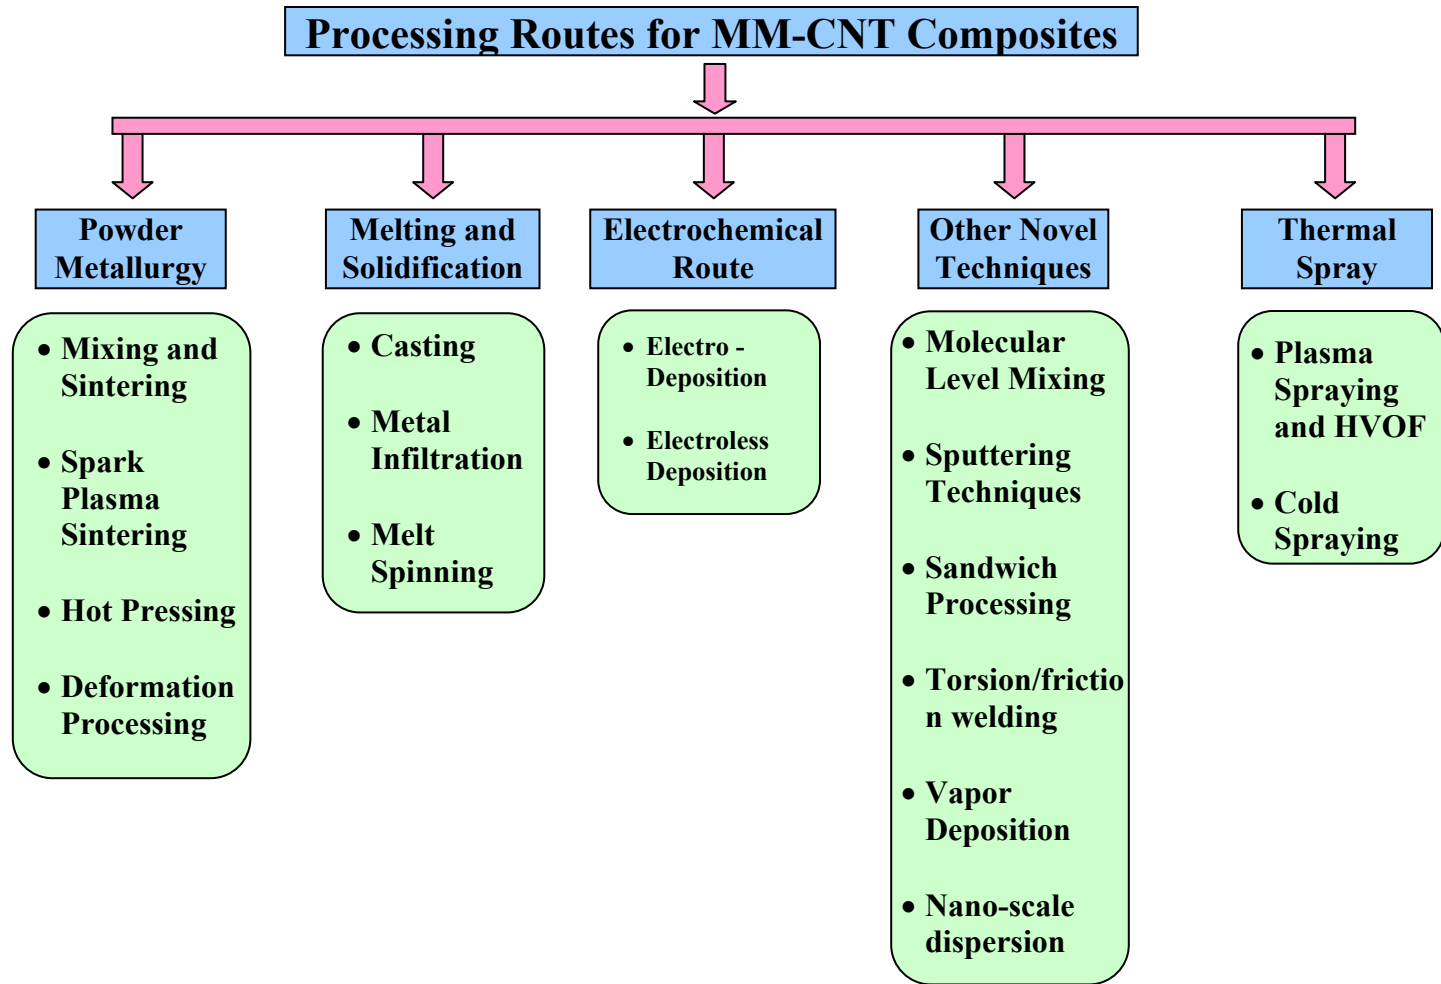 Processing Routes for MM-CNT Composites
Powder
Metallurgy
• Mixing and
Sintering
• Spark
Plasma
Sintering
• Hot Pressing
• Deformation
Processing
Melting and
Solidification
• Casting
• Metal
Infiltration
• Melt
Spinning
Electrochemical
Route
• Electro -
Deposition
• Electroless
Deposition
Other Novel
Techniques
• Molecular
Level Mixing
• Sputtering
Techniques
• Sandwich
Processing
• Torsion/frictio
n welding
• Vapor
Deposition
• Nano-scale
dispersion
Thermal
Spray
• Plasma
Spraying
and HVOF
• Cold
Spraying